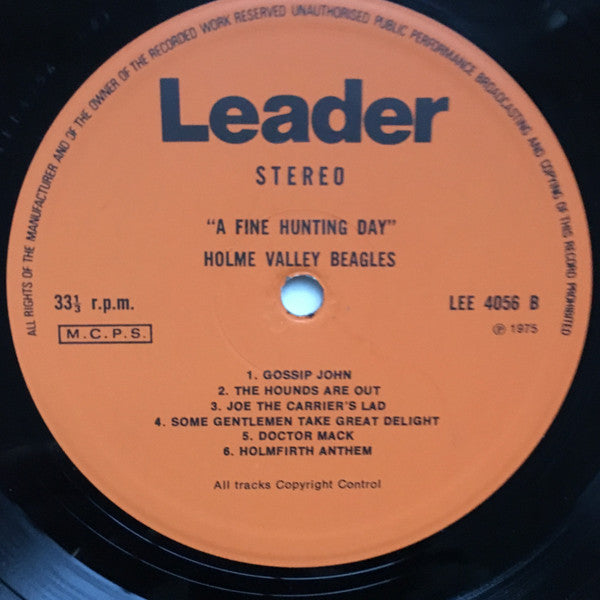 ALL RIGHTS OF THE MANUFACTURER AND OF THE OWNER OF THE RECORDED WORK RESERVED UNAUTHORISED PUBLIC PERFORMANCE BROADCASTING AND COPYING OF THIS RECORD PROHIBITED
Leader
STEREO
"A FINE HUNTING DAY"
HOLME VALLEY BEAGLES
33⅓ r.p.m.
LEE 4056 B
M.C.P.S.
℗ 1975
1. GOSSIP JOHN
2. THE HOUNDS ARE OUT
3. JOE THE CARRIER'S LAD
4. SOME GENTLEMEN TAKE GREAT DELIGHT
5. DOCTOR MACK
6. HOLMFIRTH ANTHEM
All tracks Copyright Control